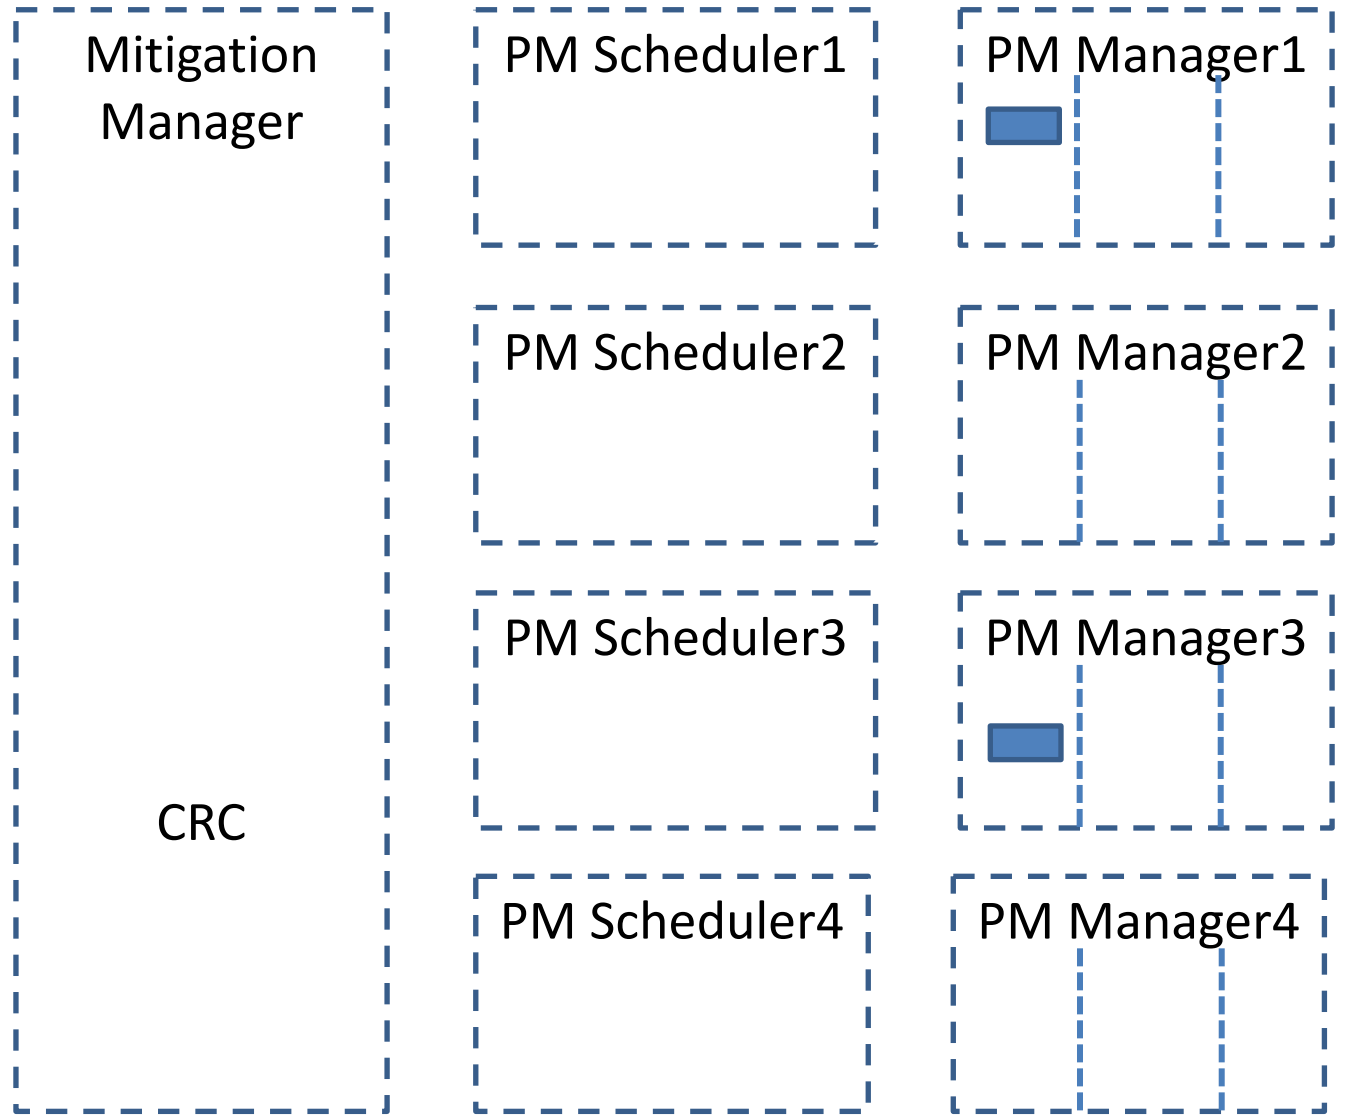 Mitigation
Manager
CRC
PM Scheduler1
PM Manager1
PM Scheduler2
PM Manager2
PM Scheduler3
PM Manager3
PM Scheduler4
PM Manager4